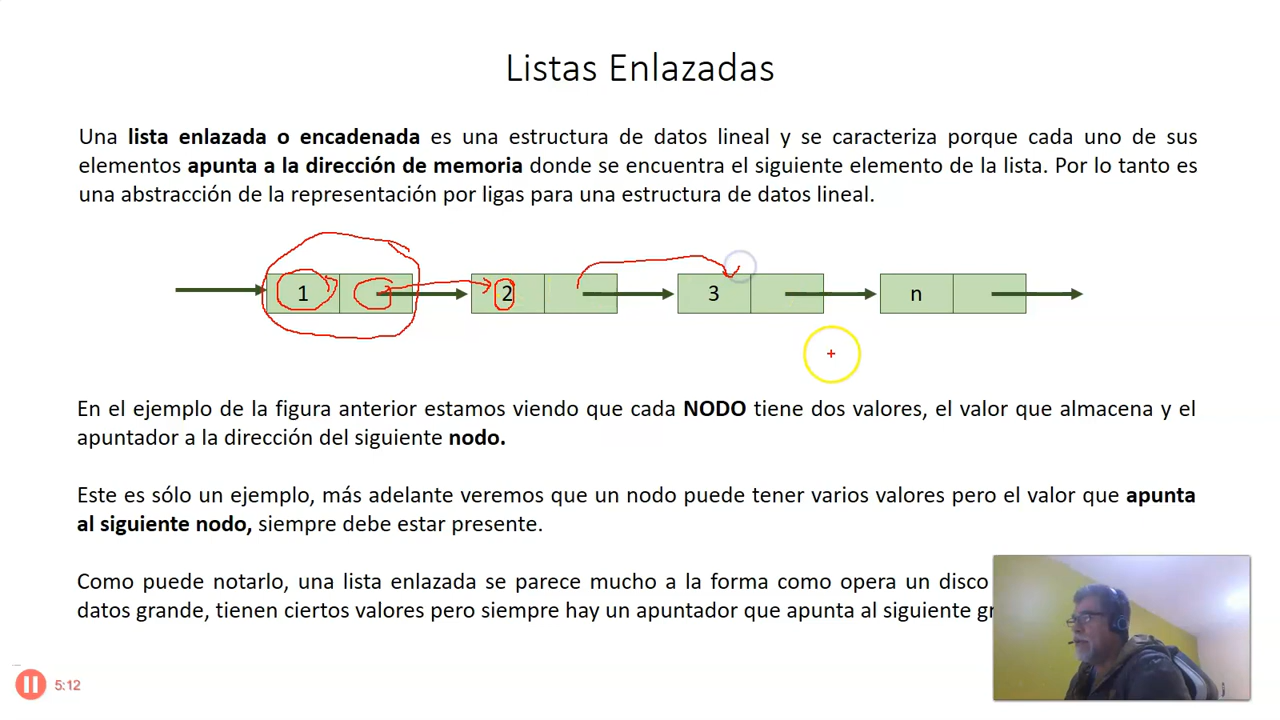 Listas Enlazadas
Una lista enlazada o encadenada es una estructura de datos lineal y se caracteriza porque cada uno de sus
elementos apunta a la dirección de memoria donde se encuentra el siguiente elemento de la lista. Por lo tanto es
una abstracción de la representación por ligas para una estructura de datos lineal.
1 2 3 n
En el ejemplo de la figura anterior estamos viendo que cada NODO tiene dos valores, el valor que almacena y el
apuntador a la dirección del siguiente nodo.
Este es sólo un ejemplo, más adelante veremos que un nodo puede tener varios valores pero el valor que apunta
al siguiente nodo, siempre debe estar presente.
Como puede notarlo, una lista enlazada se parece mucho a la forma como opera un disco
datos grande, tienen ciertos valores pero siempre hay un apuntador que apunta al siguiente
5:12